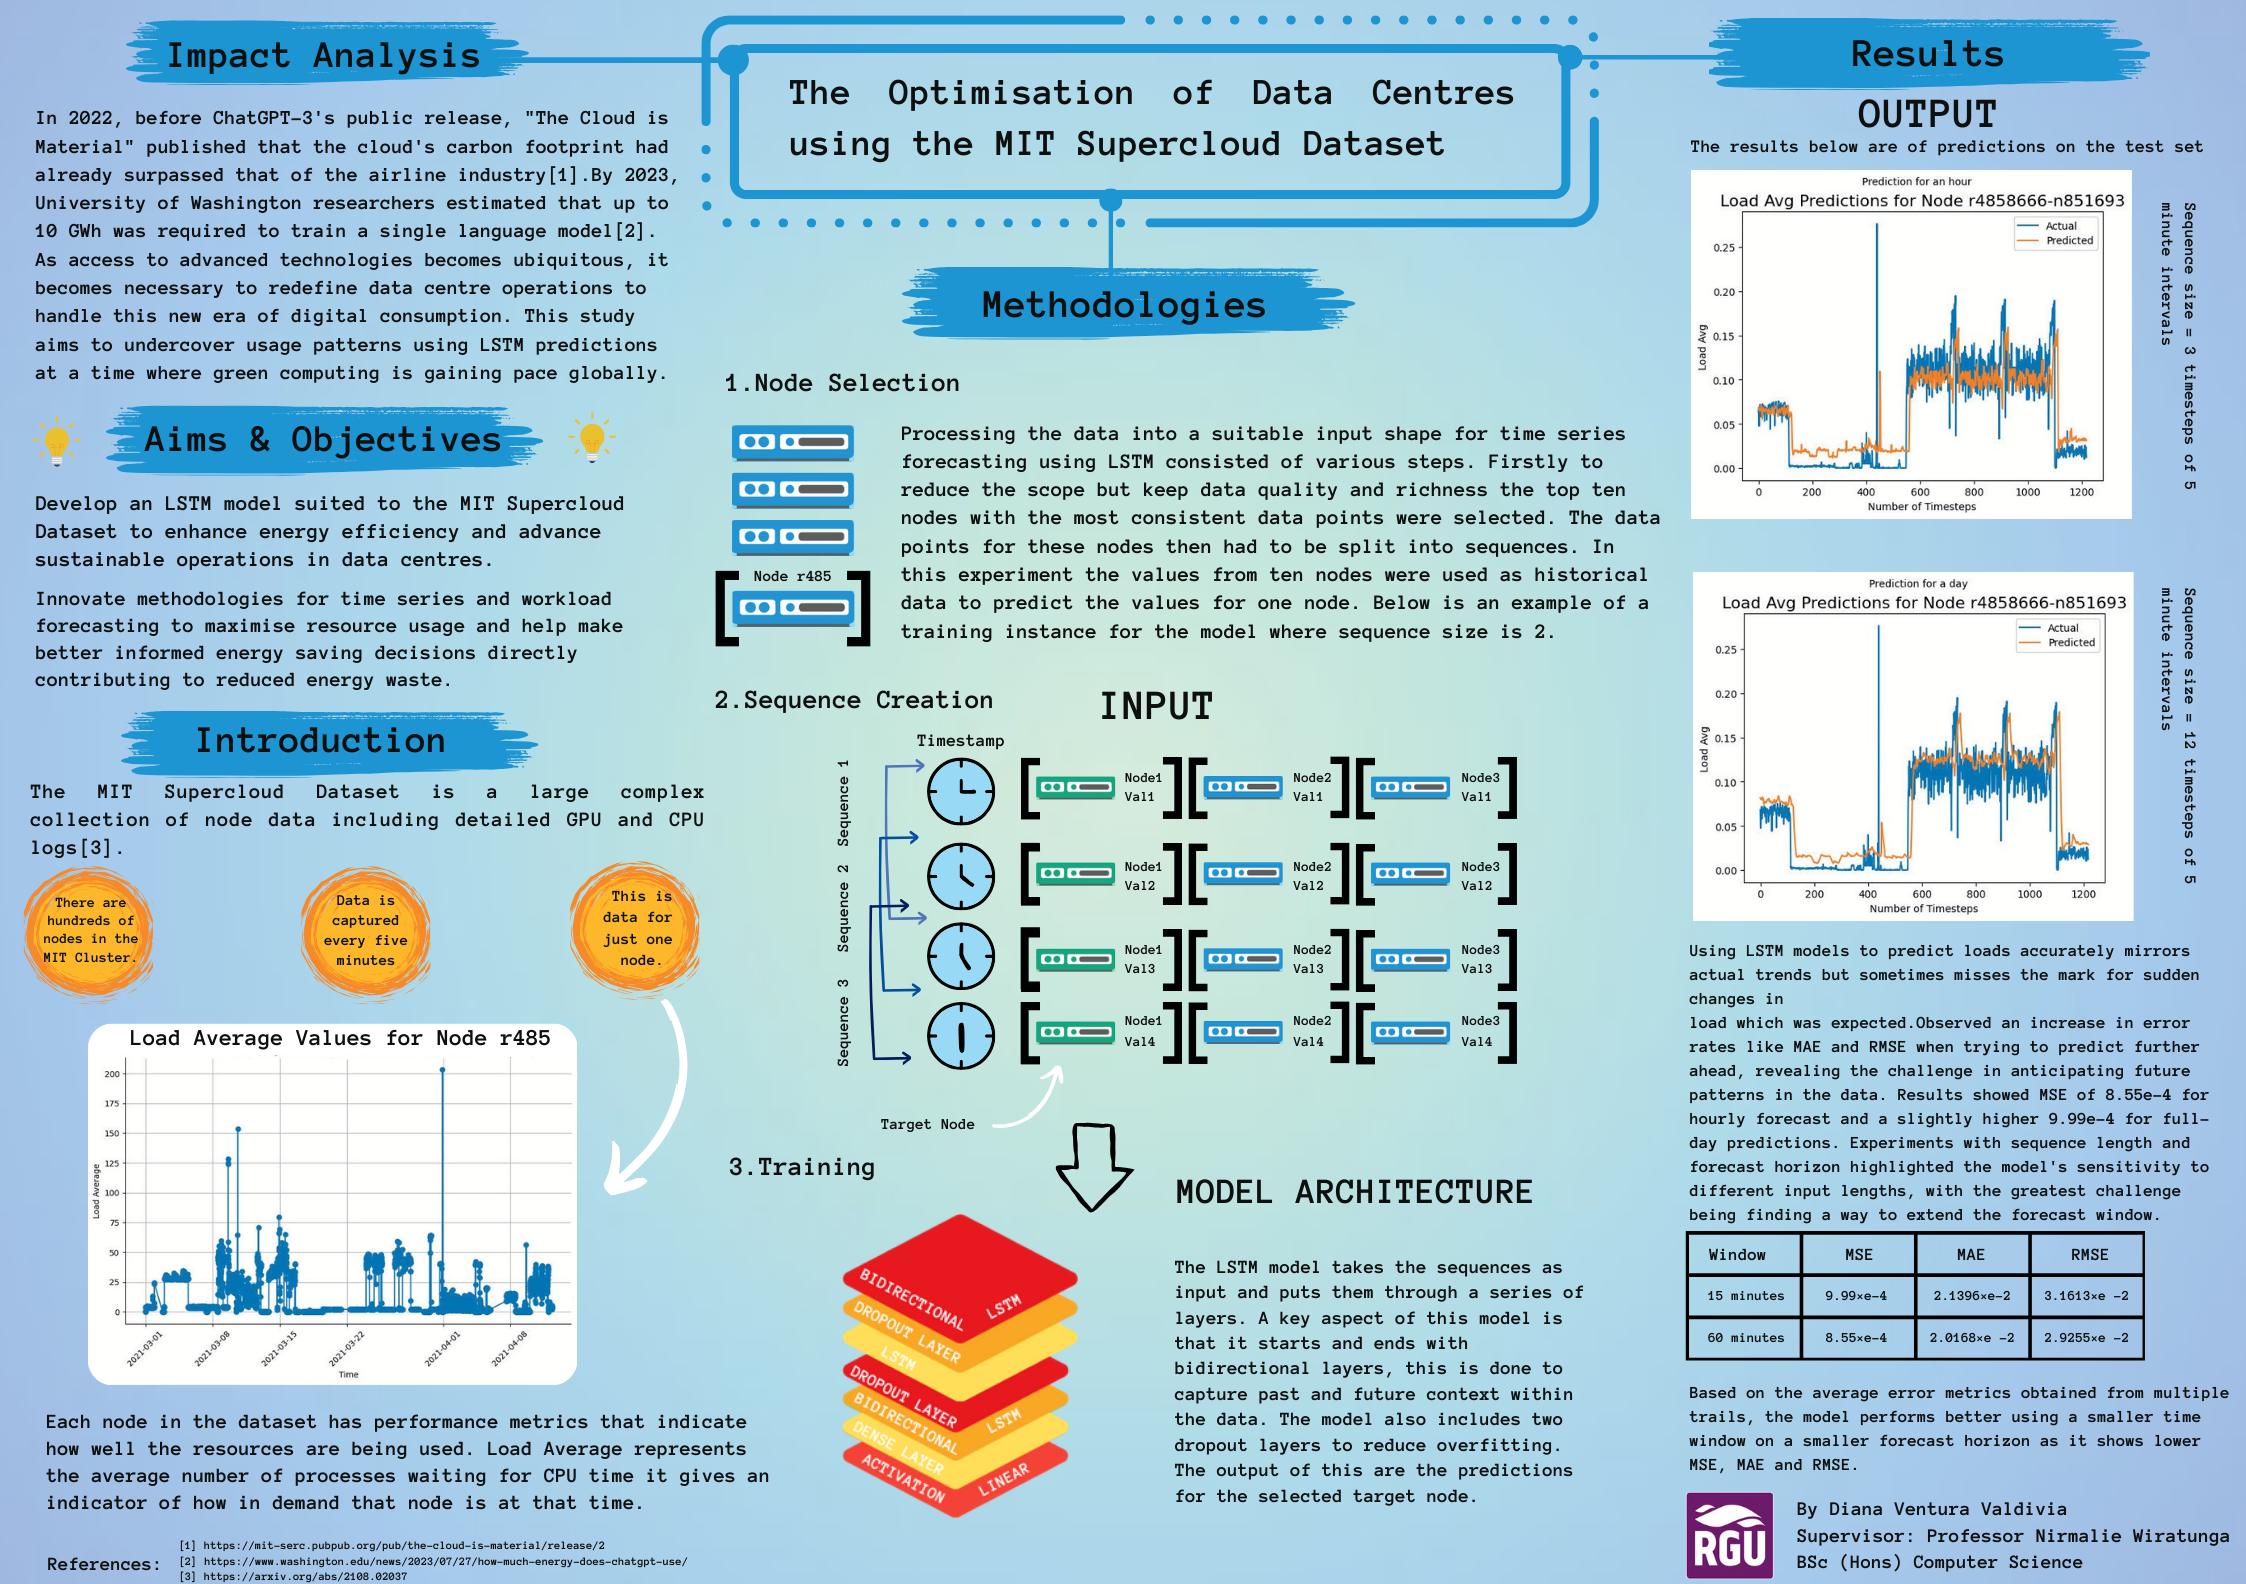 Impact Analysis
In 2022, before ChatGPT-3's public release, "The Cloud is
Material" published that the cloud's carbon footprint had
already surpassed that of the airline industry[1].By 2023,
University of Washington researchers estimated that up to
10 GWh was required to train a single language model[2].
As access to advanced technologies becomes ubiquitous, it
becomes necessary to redefine data centre operations to
handle this new era of digital consumption. This study
aims to undercover usage patterns using LSTM predictions
at a time where green computing is gaining pace globally.
Aims & Objectives
Develop an LSTM model suited to the MIT Supercloud
Dataset to enhance energy efficiency and advance
sustainable operations in data centres.
Innovate methodologies for time series and workload
forecasting to maximise resource usage and help make
better informed energy saving decisions directly
contributing to reduced energy waste.
Introduction
The MIT Supercloud Dataset is a large complex
collection of node data including detailed GPU and CPU
logs[3].
There are
hundreds of
nodes in the
MIT Cluster.
Data is
captured
every five
minutes
This is
data for
just one
node.
Load Average Values for Node r485
Load Average
200
175
150
125
100
75
50
25
0
2021-03-01
2021-03-08
2021-03-15
2021-03-22
2021-04-01
2021-04-08
Time
Each node in the dataset has performance metrics that indicate
how well the resources are being used. Load Average represents
the average number of processes waiting for CPU time it gives an
indicator of how in demand that node is at that time.
References:
[1] https://mit-serc.pubpub.org/pub/the-cloud-is-material/release/2
[2] https://www.washington.edu/news/2023/07/27/how-much-energy-does-chatgpt-use/
[3] https://arxiv.org/abs/2108.02037
The Optimisation of Data Centres
using the MIT Supercloud Dataset
Methodologies
1.Node Selection
Node r485
Processing the data into a suitable input shape for time series
forecasting using LSTM consisted of various steps. Firstly to
reduce the scope but keep data quality and richness the top ten
nodes with the most consistent data points were selected. The data
points for these nodes then had to be split into sequences. In
this experiment the values from ten nodes were used as historical
data to predict the values for one node. Below is an example of a
training instance for the model where sequence size is 2.
2.Sequence Creation
INPUT
Timestamp
Sequence 1
Sequence 2
Sequence 3
Node1
Val1
Node2
Val1
Node3
Val1
Node1
Val2
Node2
Val2
Node3
Val2
Node1
Val3
Node2
Val3
Node3
Val3
Node1
Val4
Node2
Val4
Node3
Val4
Target Node
3.Training
MODEL ARCHITECTURE
BIDIRECTIONAL LSTM
DROPOUT LAYER
LSTM
DROPOUT LAYER
BIDIRECTIONAL LSTM
DENSE LAYER
ACTIVATION LINEAR
The LSTM model takes the sequences as
input and puts them through a series of
layers. A key aspect of this model is
that it starts and ends with
bidirectional layers, this is done to
capture past and future context within
the data. The model also includes two
dropout layers to reduce overfitting.
The output of this are the predictions
for the selected target node.
Results
OUTPUT
The results below are of predictions on the test set
Prediction for an hour
Load Avg Predictions for Node r4858666-n851693
Actual
Predicted
Load Avg
0.25
0.20
0.15
0.10
0.05
0.00
0 200 400 600 800 1000 1200
Number of Timesteps
Sequence size = 3 timesteps of 5
minute intervals
Prediction for a day
Load Avg Predictions for Node r4858666-n851693
Actual
Predicted
Load Avg
0.25
0.20
0.15
0.10
0.05
0.00
0 200 400 600 800 1000 1200
Number of Timesteps
Sequence size = 12 timesteps of 5
minute intervals
Using LSTM models to predict loads accurately mirrors
actual trends but sometimes misses the mark for sudden
changes in
load which was expected.Observed an increase in error
rates like MAE and RMSE when trying to predict further
ahead, revealing the challenge in anticipating future
patterns in the data. Results showed MSE of 8.55e-4 for
hourly forecast and a slightly higher 9.99e-4 for full-
day predictions. Experiments with sequence length and
forecast horizon highlighted the model's sensitivity to
different input lengths, with the greatest challenge
being finding a way to extend the forecast window.
Window MSE MAE RMSE
15 minutes 9.99×e-4 2.1396×e-2 3.1613×e -2
60 minutes 8.55×e-4 2.0168×e -2 2.9255×e -2
Based on the average error metrics obtained from multiple
trails, the model performs better using a smaller time
window on a smaller forecast horizon as it shows lower
MSE, MAE and RMSE.
RGU
By Diana Ventura Valdivia
Supervisor: Professor Nirmalie Wiratunga
BSc (Hons) Computer Science